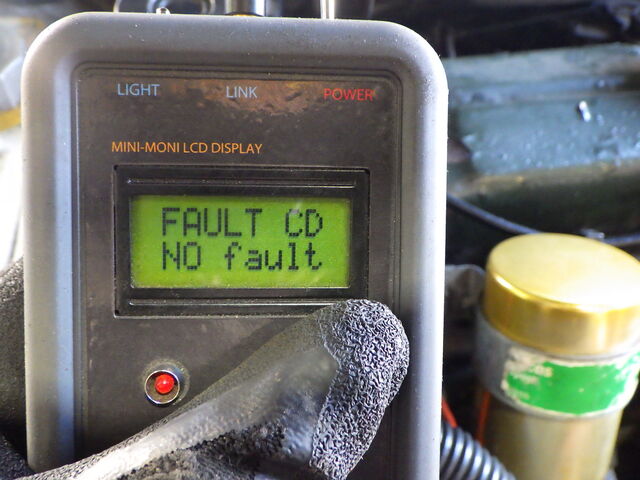 LIGHT LINK POWER
MINI-MONI LCD DISPLAY
FAULT CD
NO fault